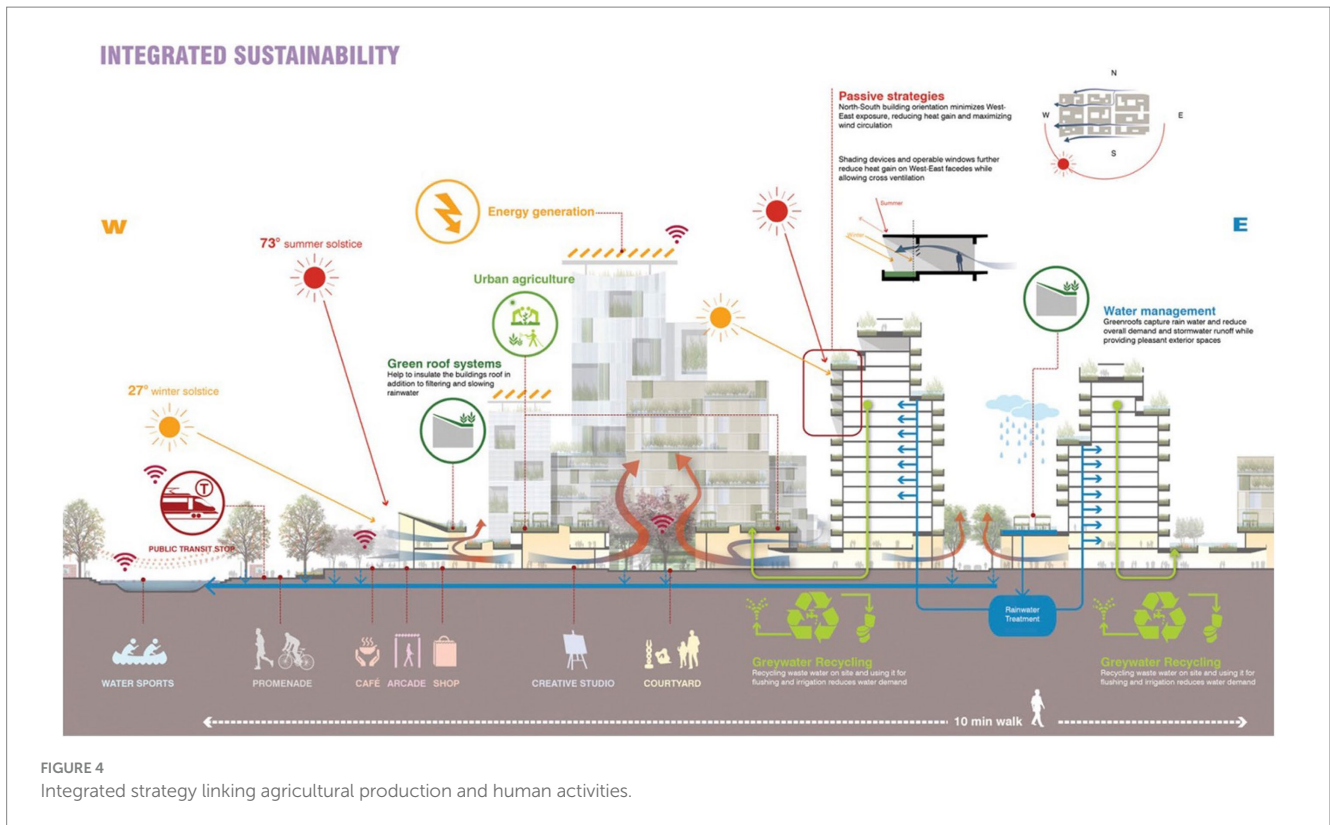 INTEGRATED SUSTAINABILITY
Passive strategies
North-South building orientation minimizes West-
East exposure, reducing heat gain and maximizing
wind circulation
Shading devices and operable windows further
reduce heat gain on West-East facedes while
allowing cross ventilation
N
W
E
S
Summer
Winter
W
E
73° summer solstice
Energy generation
Urban agriculture
Green roof systems
Help to insulate the buildings roof in
addition to filtering and slowing
rainwater
27° winter solstice
Water management
Greenroofs capture rain water and reduce
overall demand and stormwater runoff while
providing pleasant exterior spaces
T
PUBLIC TRANSIT STOP
Rainwater
Treatment
WATER SPORTS
PROMENADE
CAFÉ
ARCADE
SHOP
CREATIVE STUDIO
COURTYARD
Greywater Recycling
Recycling waste water on site and using it for
flushing and irrigation reduces water demand
Greywater Recycling
Recycling waste water on site and using it for
flushing and irrigation reduces water demand
10 min walk
FIGURE 4
Integrated strategy linking agricultural production and human activities.